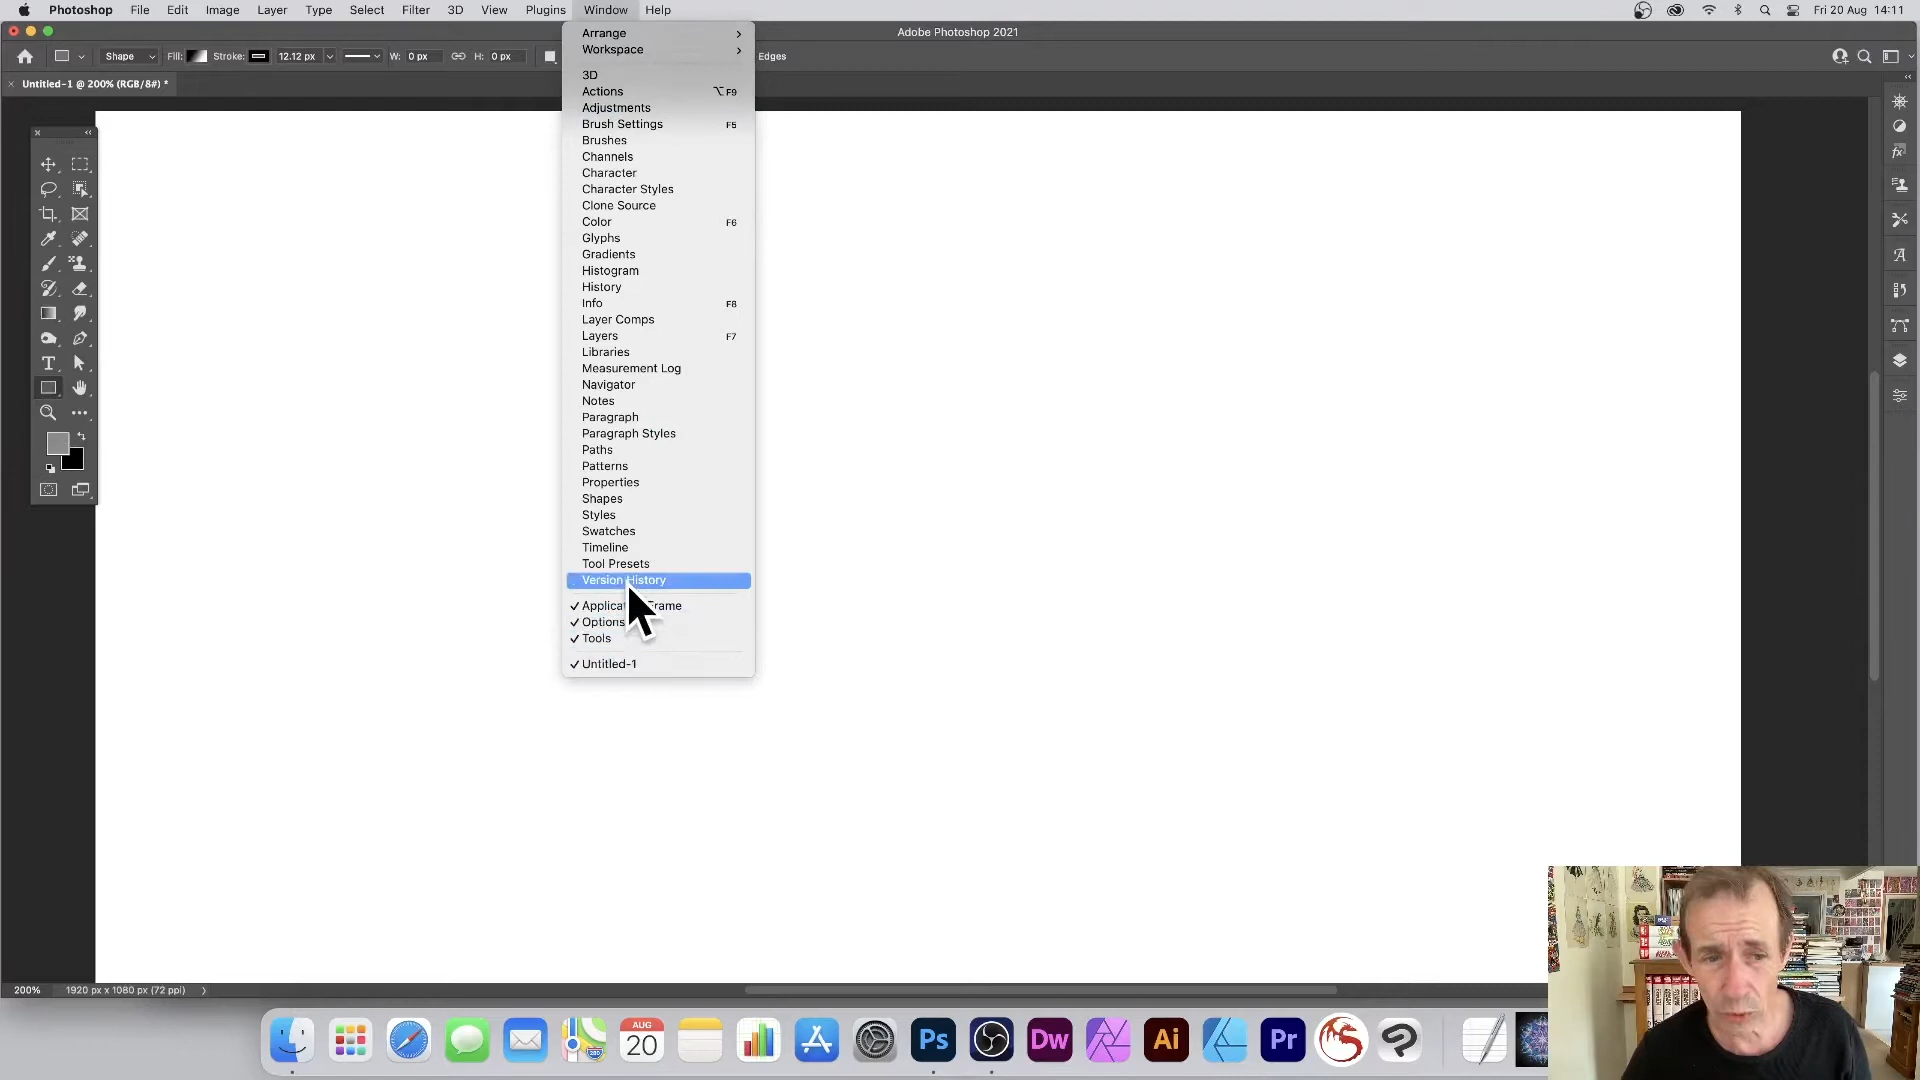 Photoshop File Edit Image Layer Type Select Filter 3D View Plugins Window Help Fri 20 Aug 14:11
Adobe Photoshop 2021
Shape Fill: Stroke: 12.12 px W: 0 px H: 0 px Edges
Untitled-1 @ 200% (RGB/8#) *
Arrange
Workspace
3D
Actions ⌥F9
Adjustments
Brush Settings F5
Brushes
Channels
Character
Character Styles
Clone Source
Color F6
Glyphs
Gradients
Histogram
History
Info F8
Layer Comps
Layers F7
Libraries
Measurement Log
Navigator
Notes
Paragraph
Paragraph Styles
Paths
Patterns
Properties
Shapes
Styles
Swatches
Timeline
Tool Presets
Version History
✓ Frame
✓ Options
✓ Tools
✓ Untitled-1
200% 1920 px x 1080 px (72 ppi)
AUG
20
280
Ps Dw Ai Pr